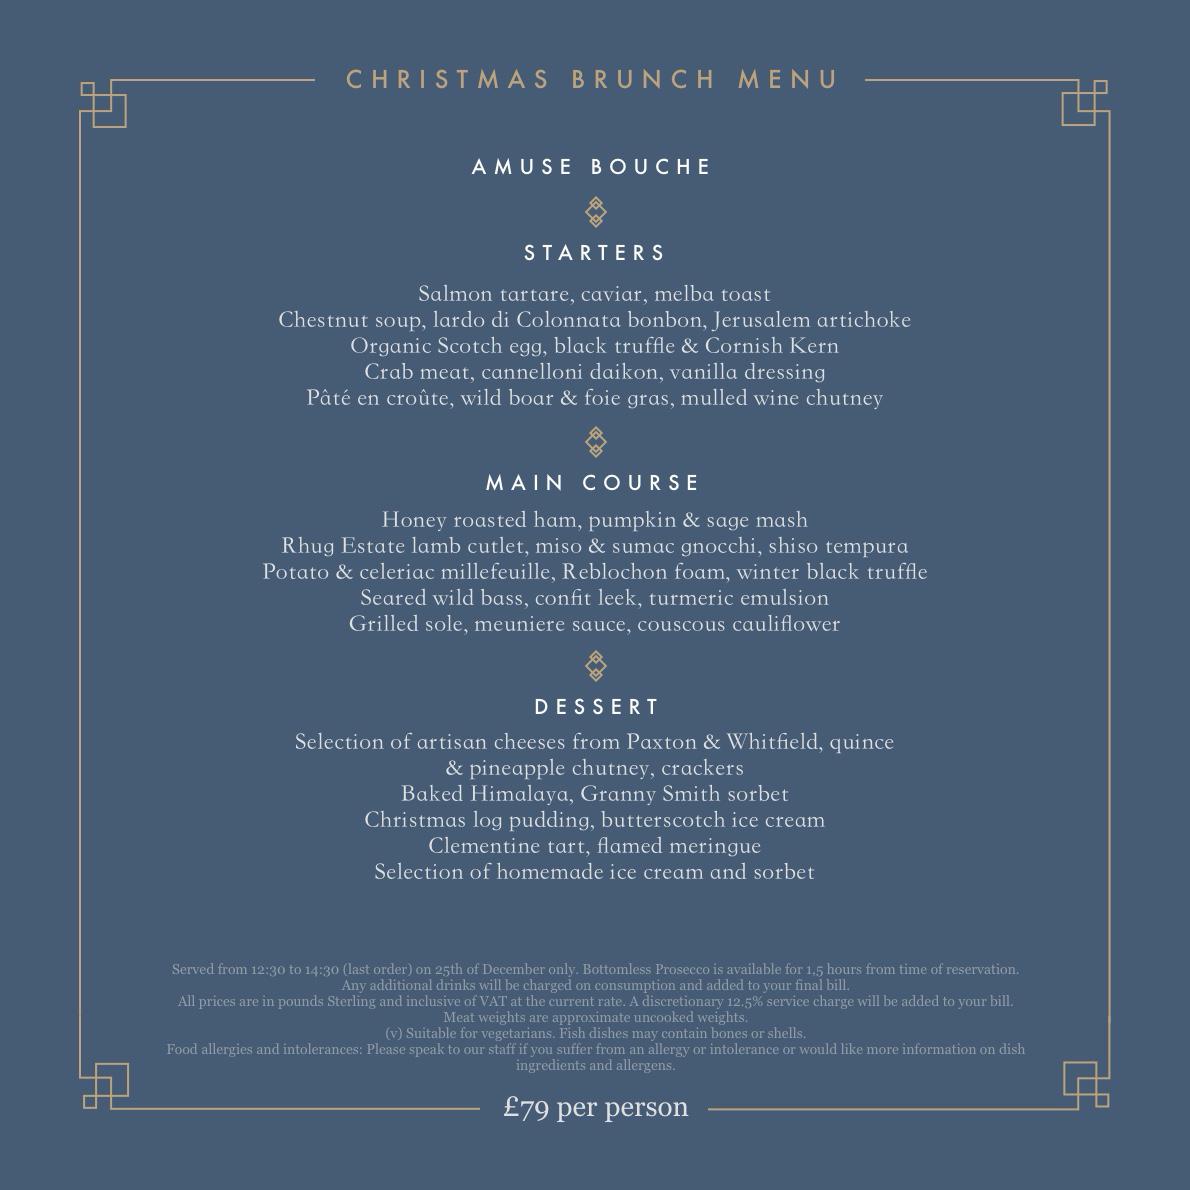 CHRISTMAS BRUNCH MENU
AMUSE BOUCHE
STARTERS
Salmon tartare, caviar, melba toast
Chestnut soup, lardo di Colonnata bonbon, Jerusalem artichoke
Organic Scotch egg, black truffle & Cornish Kern
Crab meat, cannelloni daikon, vanilla dressing
Pâté en croûte, wild boar & foie gras, mulled wine chutney
MAIN COURSE
Honey roasted ham, pumpkin & sage mash
Rhug Estate lamb cutlet, miso & sumac gnocchi, shiso tempura
Potato & celeriac millefeuille, Reblochon foam, winter black truffle
Seared wild bass, confit leek, turmeric emulsion
Grilled sole, meuniere sauce, couscous cauliflower
DESSERT
Selection of artisan cheeses from Paxton & Whitfield, quince
& pineapple chutney, crackers
Baked Himalaya, Granny Smith sorbet
Christmas log pudding, butterscotch ice cream
Clementine tart, flamed meringue
Selection of homemade ice cream and sorbet
Served from 12:30 to 14:30 (last order) on 25th of December only. Bottomless Prosecco is available for 1,5 hours from time of reservation.
Any additional drinks will be charged on consumption and added to your final bill.
All prices are in pounds Sterling and inclusive of VAT at the current rate. A discretionary 12.5% service charge will be added to your bill.
Meat weights are approximate uncooked weights.
(v) Suitable for vegetarians. Fish dishes may contain bones or shells.
Food allergies and intolerances: Please speak to our staff if you suffer from an allergy or intolerance or would like more information on dish
ingredients and allergens.
£79 per person